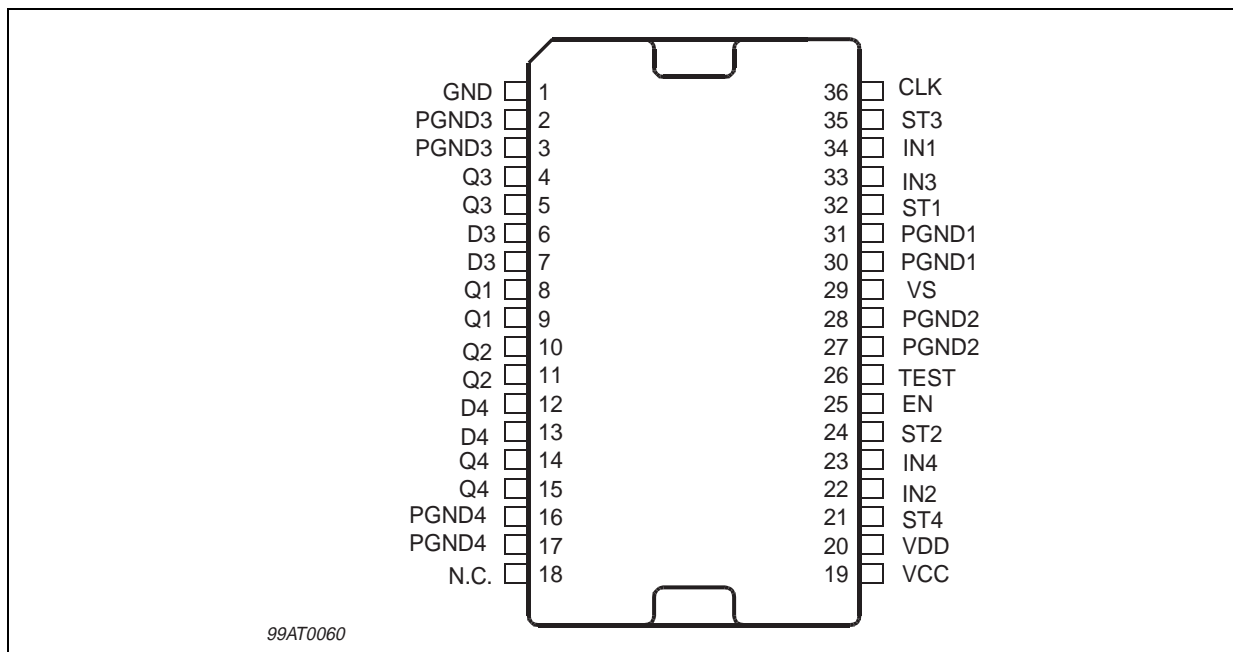 GND 1 36 CLK
PGND3 2 35 ST3
PGND3 3 34 IN1
Q3 4 33 IN3
Q3 5 32 ST1
D3 6 31 PGND1
D3 7 30 PGND1
Q1 8 29 VS
Q1 9 28 PGND2
Q2 10 27 PGND2
Q2 11 26 TEST
D4 12 25 EN
D4 13 24 ST2
Q4 14 23 IN4
Q4 15 22 IN2
PGND4 16 21 ST4
PGND4 17 20 VDD
N.C. 18 19 VCC
99AT0060